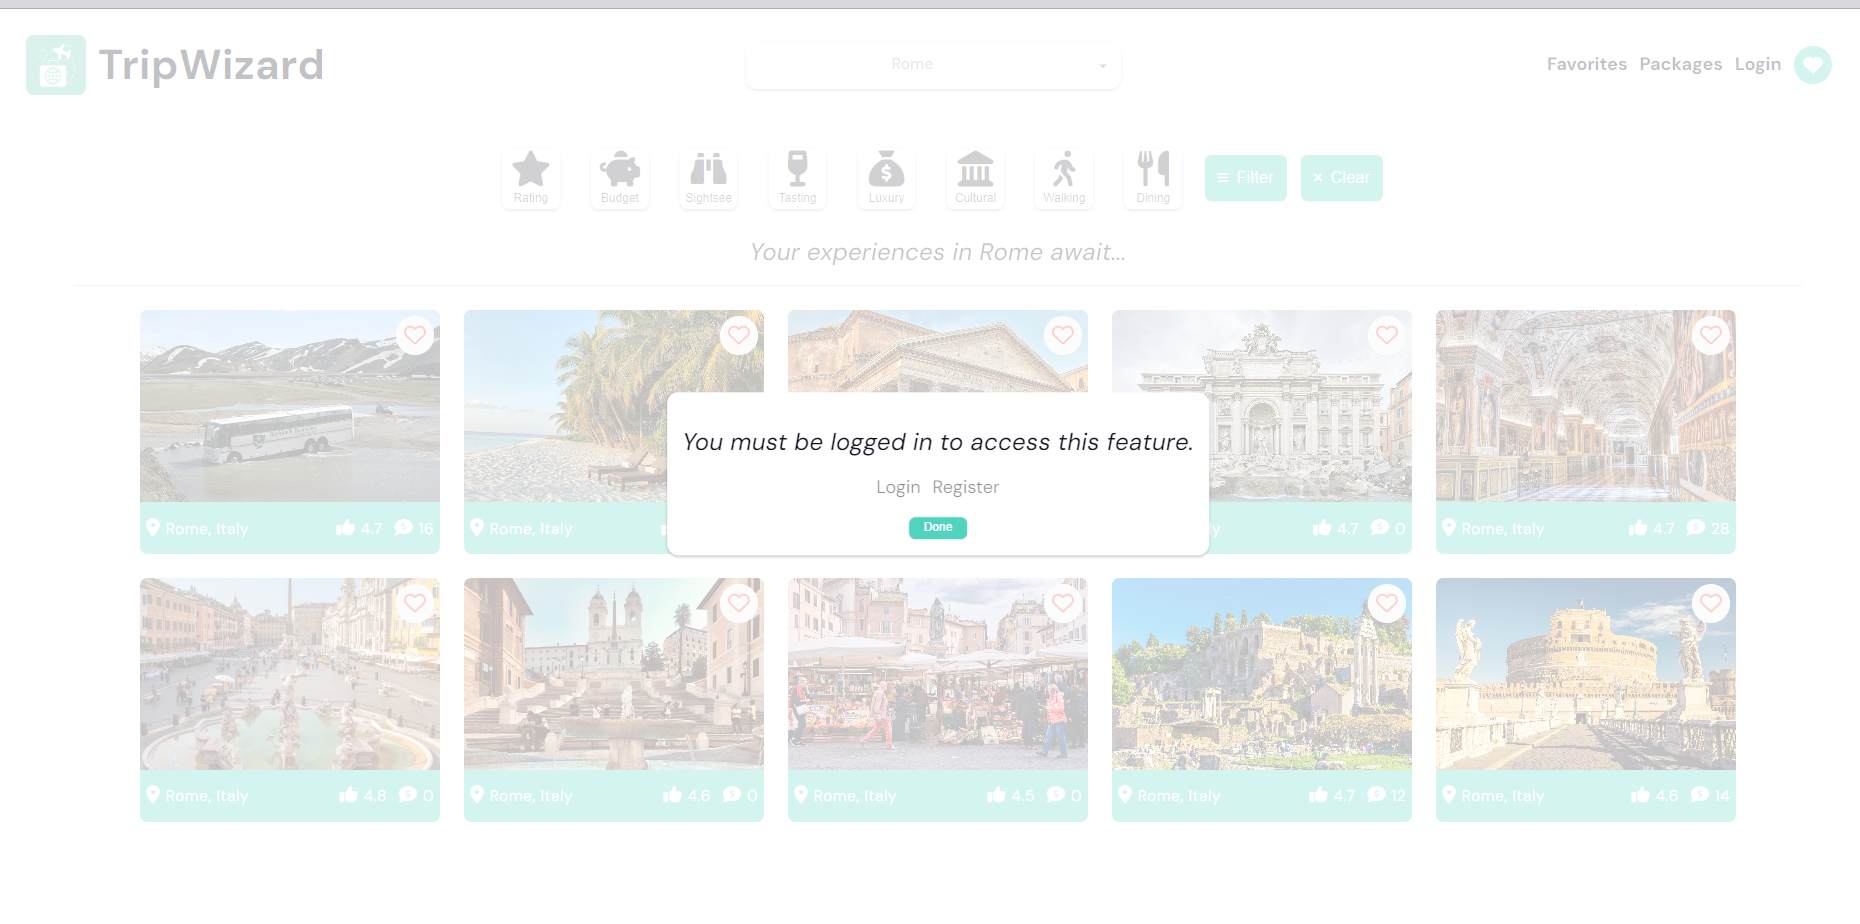 TripWizard
Rome
Favorites Packages Login
Rating Budget Sightsee Tasting Luxury Cultural Walking Dining Filter Clear
Your experiences in Rome await...
You must be logged in to access this feature.
Login Register
Done
Rome, Italy 4.7 16
Rome, Italy
4.7 0
Rome, Italy 4.7 28
Rome, Italy 4.8 0
Rome, Italy 4.6 0
Rome, Italy 4.5 0
Rome, Italy 4.7 12
Rome, Italy 4.6 14